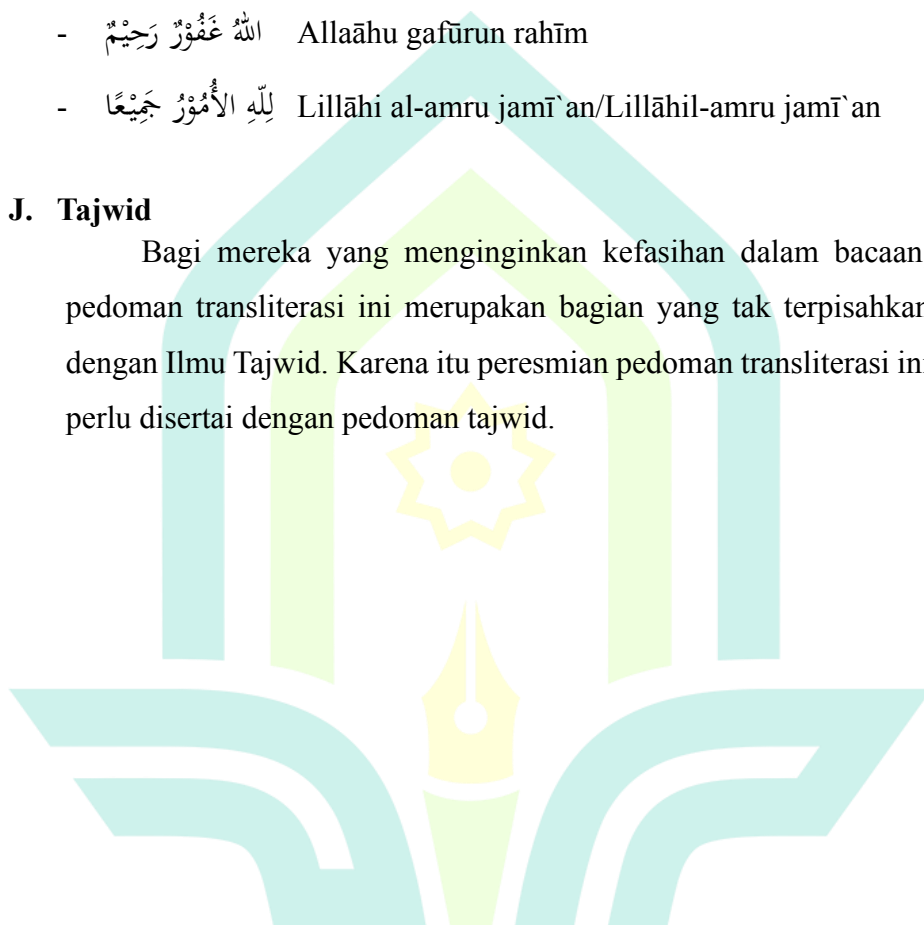 - اللهُ غَفُوْرٌ رَحِيْمٌ Allaāhu gafūrun rahīm
- لِلّهِ الأُمُوْرُ جَمِيْعًا Lillāhi al-amru jamī`an/Lillāhil-amru jamī`an
J. Tajwid
Bagi mereka yang menginginkan kefasihan dalam bacaan
pedoman transliterasi ini merupakan bagian yang tak terpisahkan
dengan Ilmu Tajwid. Karena itu peresmian pedoman transliterasi ini
perlu disertai dengan pedoman tajwid.